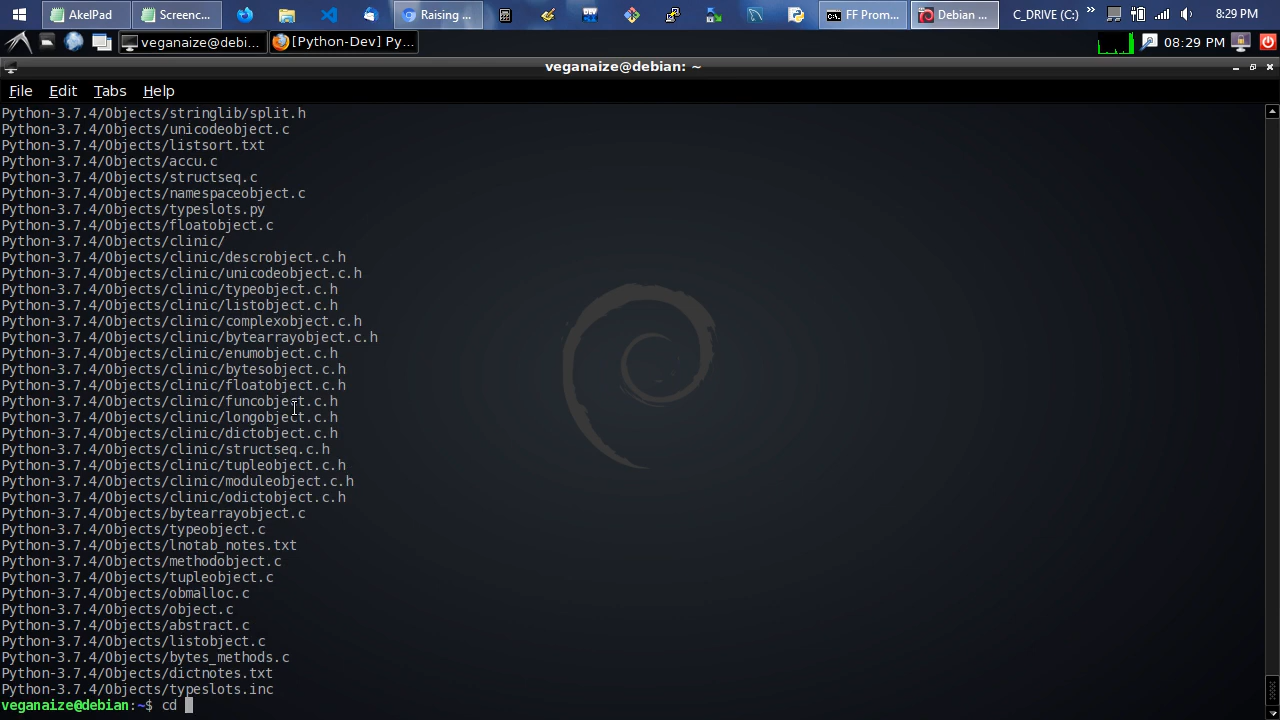 AkelPad
Screenc...
Raising ...
FF Prom...
Debian ...
C_DRIVE (C:)
8:29 PM
veganaize@debi...
[Python-Dev] Py...
08:29 PM
veganaize@debian: ~
File Edit Tabs Help
Python-3.7.4/Objects/stringlib/split.h
Python-3.7.4/Objects/unicodeobject.c
Python-3.7.4/Objects/listsort.txt
Python-3.7.4/Objects/accu.c
Python-3.7.4/Objects/structseq.c
Python-3.7.4/Objects/namespaceobject.c
Python-3.7.4/Objects/typeslots.py
Python-3.7.4/Objects/floatobject.c
Python-3.7.4/Objects/clinic/
Python-3.7.4/Objects/clinic/descrobject.c.h
Python-3.7.4/Objects/clinic/unicodeobject.c.h
Python-3.7.4/Objects/clinic/typeobject.c.h
Python-3.7.4/Objects/clinic/listobject.c.h
Python-3.7.4/Objects/clinic/complexobject.c.h
Python-3.7.4/Objects/clinic/bytearrayobject.c.h
Python-3.7.4/Objects/clinic/enumobject.c.h
Python-3.7.4/Objects/clinic/bytesobject.c.h
Python-3.7.4/Objects/clinic/floatobject.c.h
Python-3.7.4/Objects/clinic/funcobject.c.h
Python-3.7.4/Objects/clinic/longobject.c.h
Python-3.7.4/Objects/clinic/dictobject.c.h
Python-3.7.4/Objects/clinic/structseq.c.h
Python-3.7.4/Objects/clinic/tupleobject.c.h
Python-3.7.4/Objects/clinic/moduleobject.c.h
Python-3.7.4/Objects/clinic/odictobject.c.h
Python-3.7.4/Objects/bytearrayobject.c
Python-3.7.4/Objects/typeobject.c
Python-3.7.4/Objects/lnotab_notes.txt
Python-3.7.4/Objects/methodobject.c
Python-3.7.4/Objects/tupleobject.c
Python-3.7.4/Objects/obmalloc.c
Python-3.7.4/Objects/object.c
Python-3.7.4/Objects/abstract.c
Python-3.7.4/Objects/listobject.c
Python-3.7.4/Objects/bytes_methods.c
Python-3.7.4/Objects/dictnotes.txt
Python-3.7.4/Objects/typeslots.inc
veganaize@debian:~$ cd